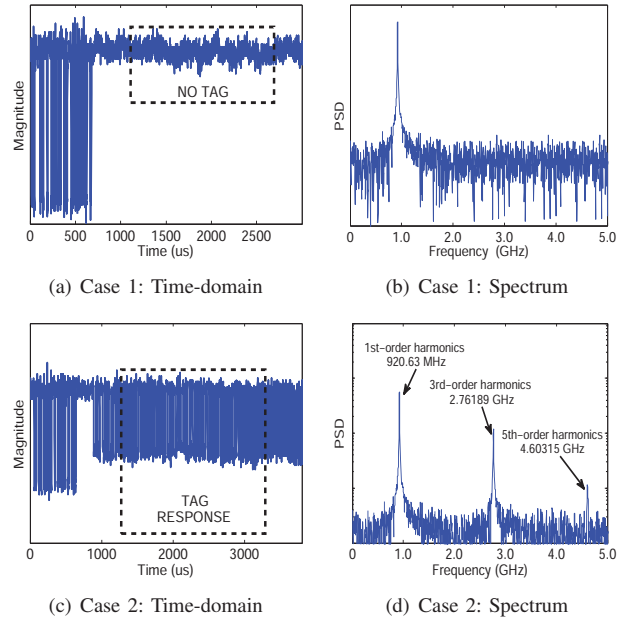 Magnitude
NO TAG
0 500 1000 1500 2000 2500
Time (us)
(a) Case 1: Time-domain
PSD
0 1.0 2.0 3.0 4.0 5.0
Frequency (GHz)
(b) Case 1: Spectrum
Magnitude
TAG
RESPONSE
0 1000 2000 3000
Time (us)
(c) Case 2: Time-domain
PSD
1st-order harmonics
920.63 MHz
3rd-order harmonics
2.76189 GHz
5th-order harmonics
4.60315 GHz
0 1.0 2.0 3.0 4.0 5.0
Frequency (GHz)
(d) Case 2: Spectrum